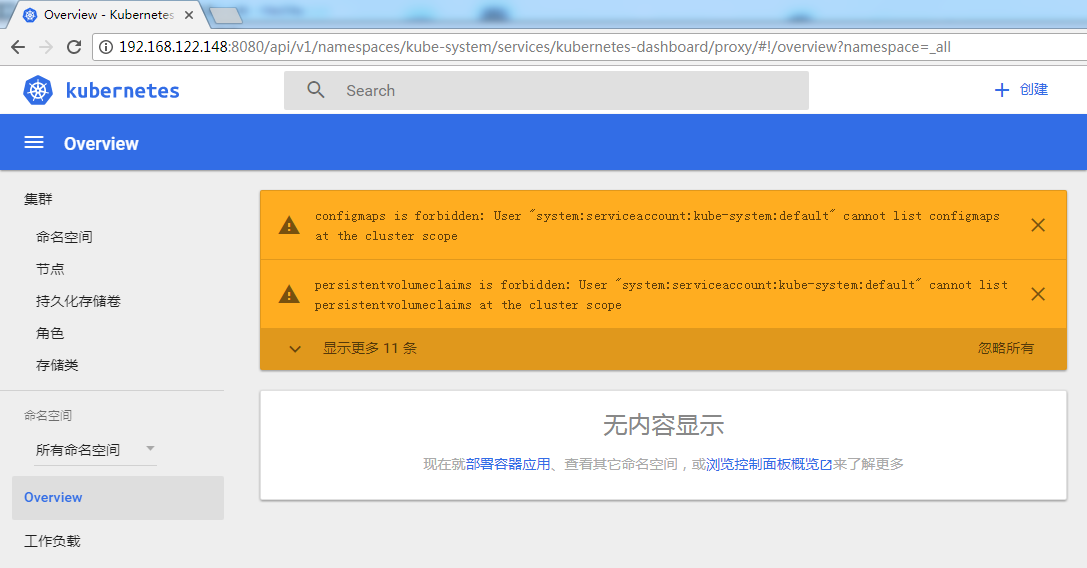 Overview - Kubernetes
192.168.122.148:8080/api/v1/namespaces/kube-system/services/kubernetes-dashboard/proxy/#!/overview?namespace=_all
kubernetes
Search
创建
Overview
集群
命名空间
节点
持久化存储卷
角色
存储类
命名空间
所有命名空间
Overview
工作负载
configmaps is forbidden: User "system:serviceaccount:kube-system:default" cannot list configmaps
at the cluster scope
persistentvolumeclaims is forbidden: User "system:serviceaccount:kube-system:default" cannot list
persistentvolumeclaims at the cluster scope
显示更多 11 条
忽略所有
无内容显示
现在就部署容器应用、查看其它命名空间，或浏览控制面板概览来了解更多